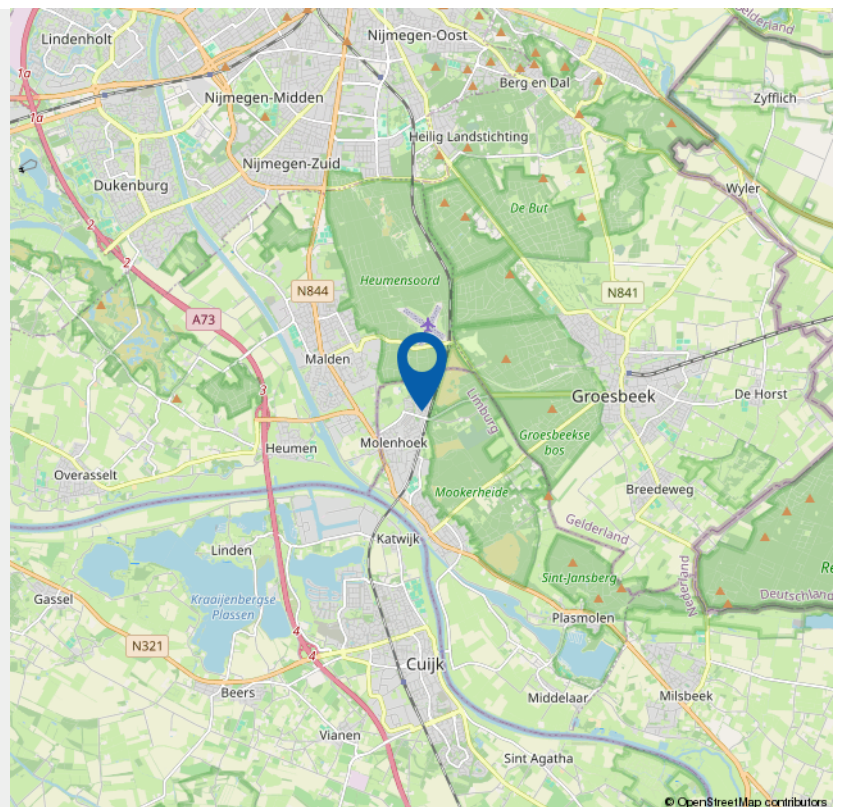 Gelderland
Lindenholt
Nijmegen-Oost
1a
Berg en Dal
Zyfflich
Nijmegen-Midden
1a
Heilig Landstichting
Nijmegen-Zuid
Dukenburg
Wyler
De But
2
2
Heumensoord
N844
N841
A73
Malden
3
Limburg
Groesbeek
De Horst
Molenhoek
Groesbeekse
bos
Heumen
Overasselt
Breedeweg
Mookerheide
Gelderland
Katwijk
Linden
Nederland
Sint-Jansberg
Re
Deutschland
Gassel
Kraaijenbergse
Plassen
Plasmolen
4
N321
4
Cuijk
Beers
Middelaar
Milsbeek
Vianen
Sint Agatha
© OpenStreetMap contributors